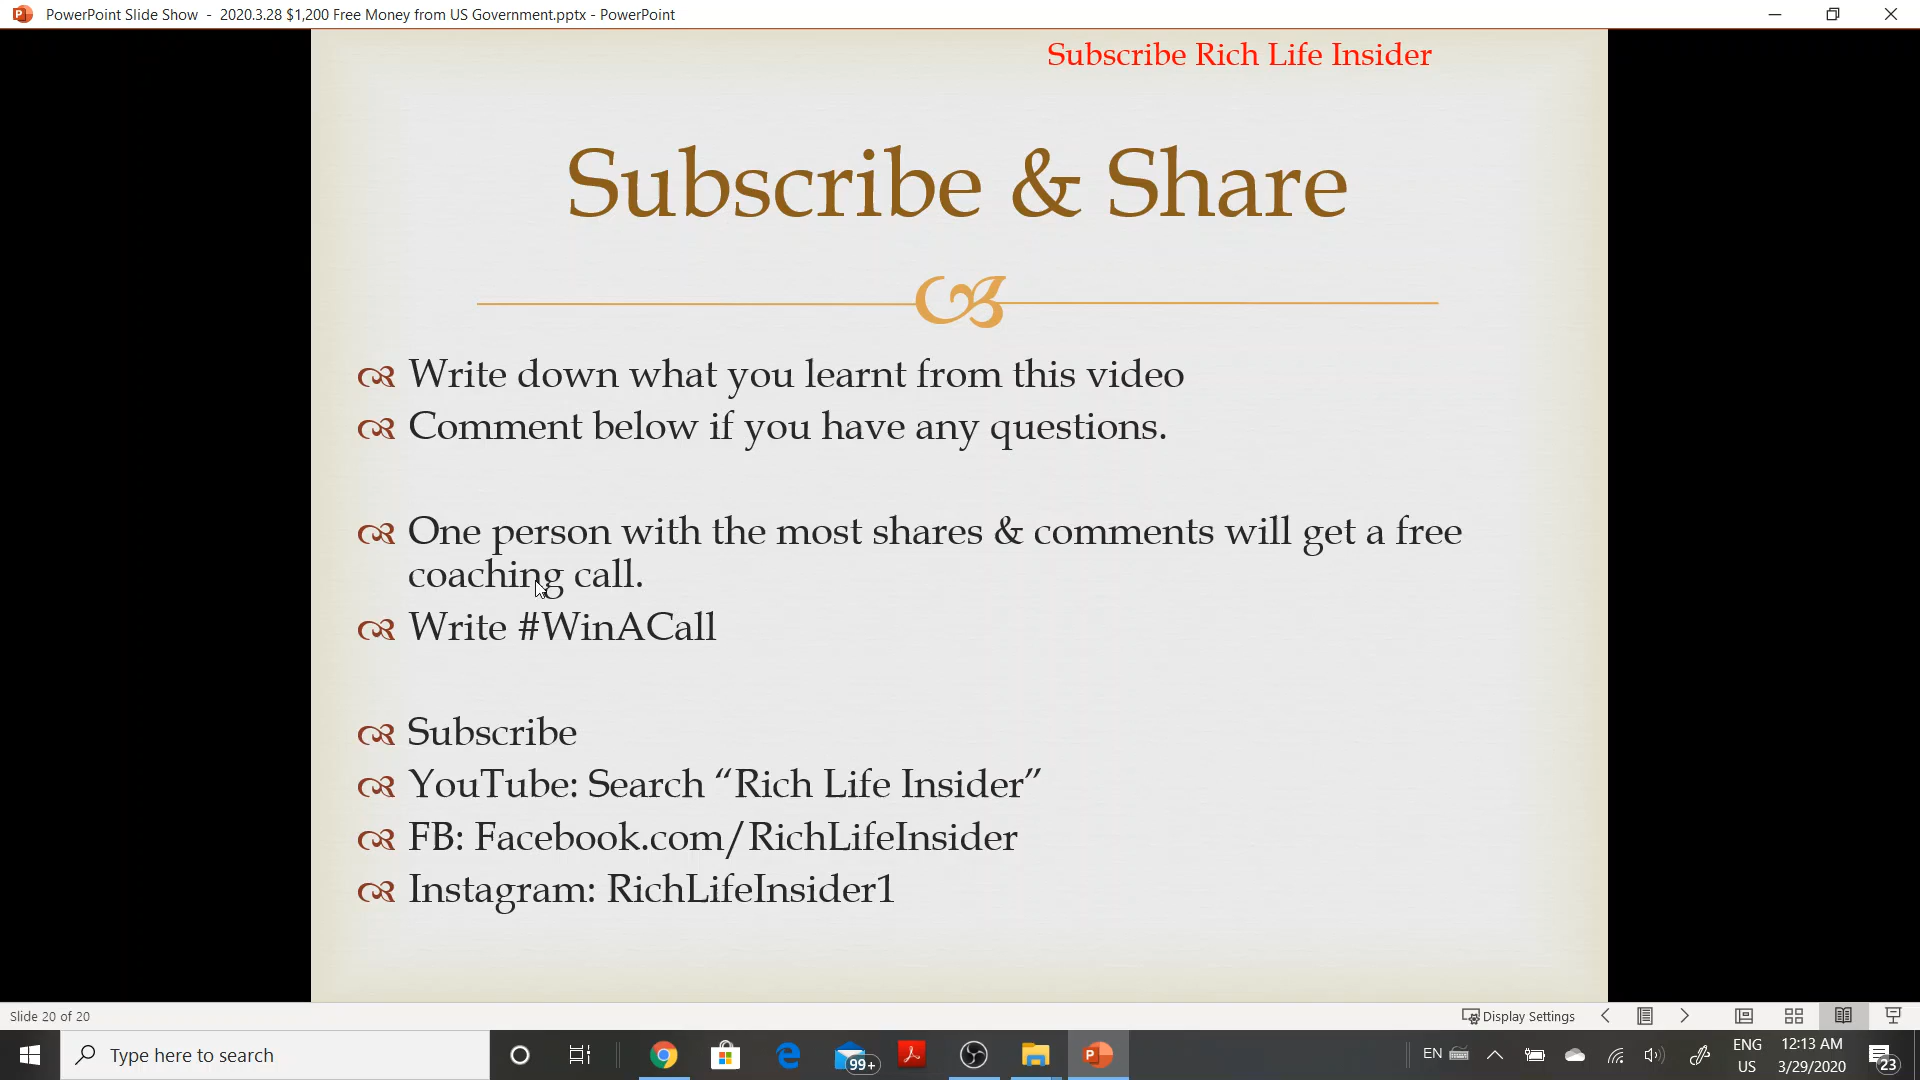 PowerPoint Slide Show - 2020.3.28 $1,200 Free Money from US Government.pptx - PowerPoint
Subscribe Rich Life Insider
Subscribe & Share
Write down what you learnt from this video
Comment below if you have any questions.
One person with the most shares & comments will get a free
coaching call.
Write #WinACall
Subscribe
YouTube: Search “Rich Life Insider”
FB: Facebook.com/RichLifeInsider
Instagram: RichLifeInsider1
Slide 20 of 20
Display Settings
Type here to search
99+
EN
ENG
US
12:13 AM
3/29/2020
23